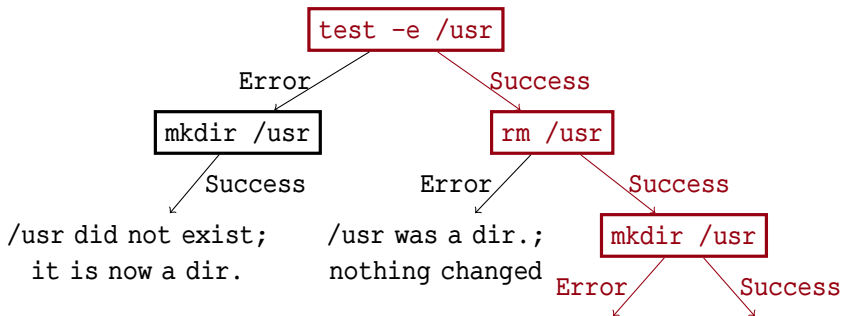 test -e /usr
Error
Success
mkdir /usr
rm /usr
Success
Error
Success
/usr did not exist;
it is now a dir.
/usr was a dir.;
nothing changed
mkdir /usr
Error
Success